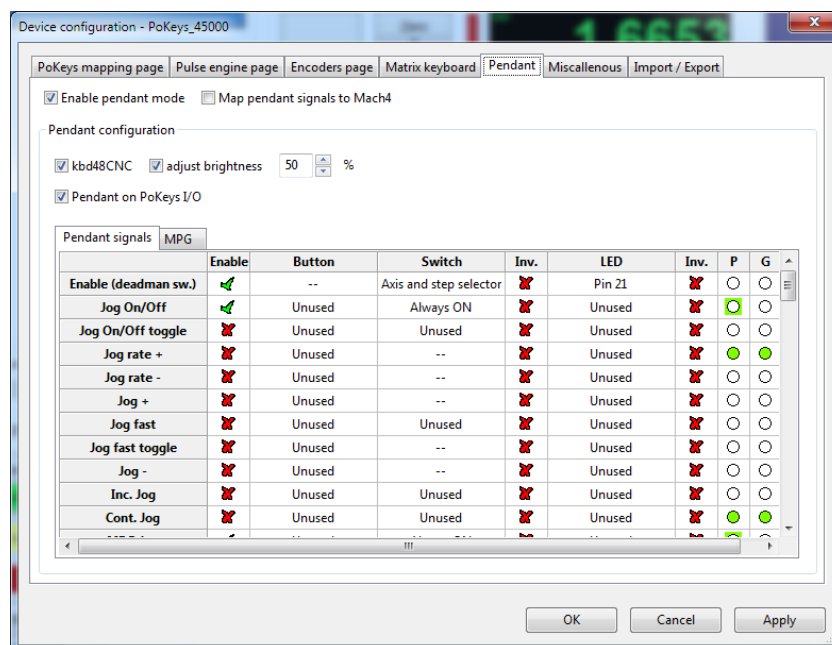 Device configuration - PoKeys_45000
1.6653
PoKeys mapping page Pulse engine page Encoders page Matrix keyboard Pendant Miscallenous Import / Export
Enable pendant mode Map pendant signals to Mach4
Pendant configuration
kbd48CNC adjust brightness 50 %
Pendant on PoKeys I/O
Pendant signals MPG
Enable Button Switch Inv. LED Inv. P G
Enable (deadman sw.) -- Axis and step selector Pin 21
Jog On/Off Unused Always ON Unused
Jog On/Off toggle Unused Unused Unused
Jog rate + Unused -- Unused
Jog rate - Unused -- Unused
Jog + Unused -- Unused
Jog fast Unused Unused Unused
Jog fast toggle Unused -- Unused
Jog - Unused -- Unused
Inc. Jog Unused Unused Unused
Cont. Jog Unused Unused Unused
OK Cancel Apply